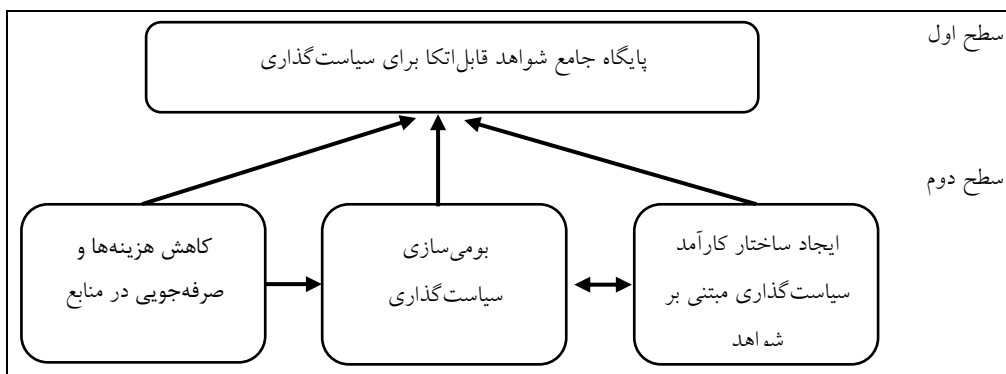 سطح اول
پایگاه جامع شواهد قابل‌اتکا برای سیاست‌گذاری
سطح دوم
ایجاد ساختار کارآمد
سیاست‌گذاری مبتنی بر
شواهد
بومی‌سازی
سیاست‌گذاری
کاهش هزینه‌ها و
صرفه‌جویی در منابع